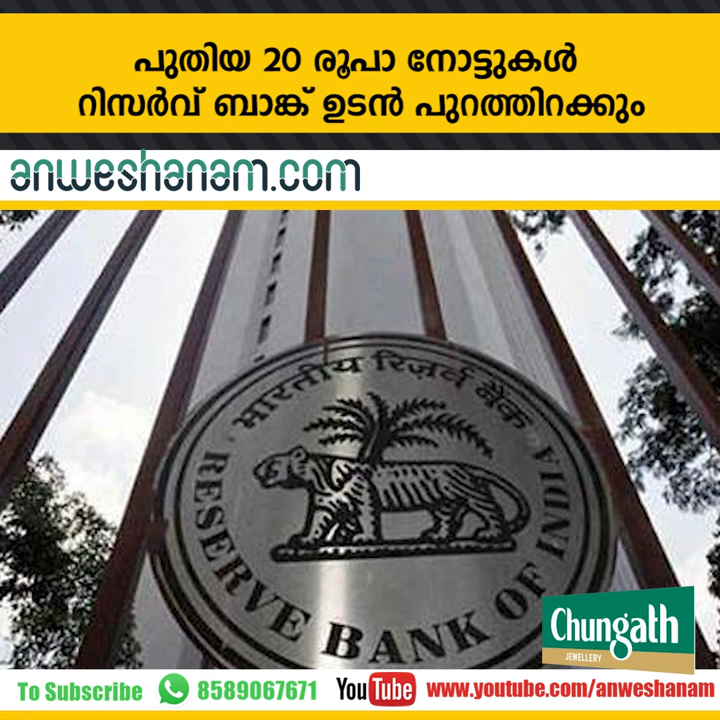 പുതിയ 20 രൂപാ നോട്ടുകൾ
റിസർവ് ബാങ്ക് ഉടൻ പുറത്തിറക്കും
anweshanam.com
भारतीय रिज़र्व बैंक
RESERVE BANK OF INDIA
Chungath
JEWELLERY
To Subscribe 8589067671 YouTube www.youtube.com/anweshanam